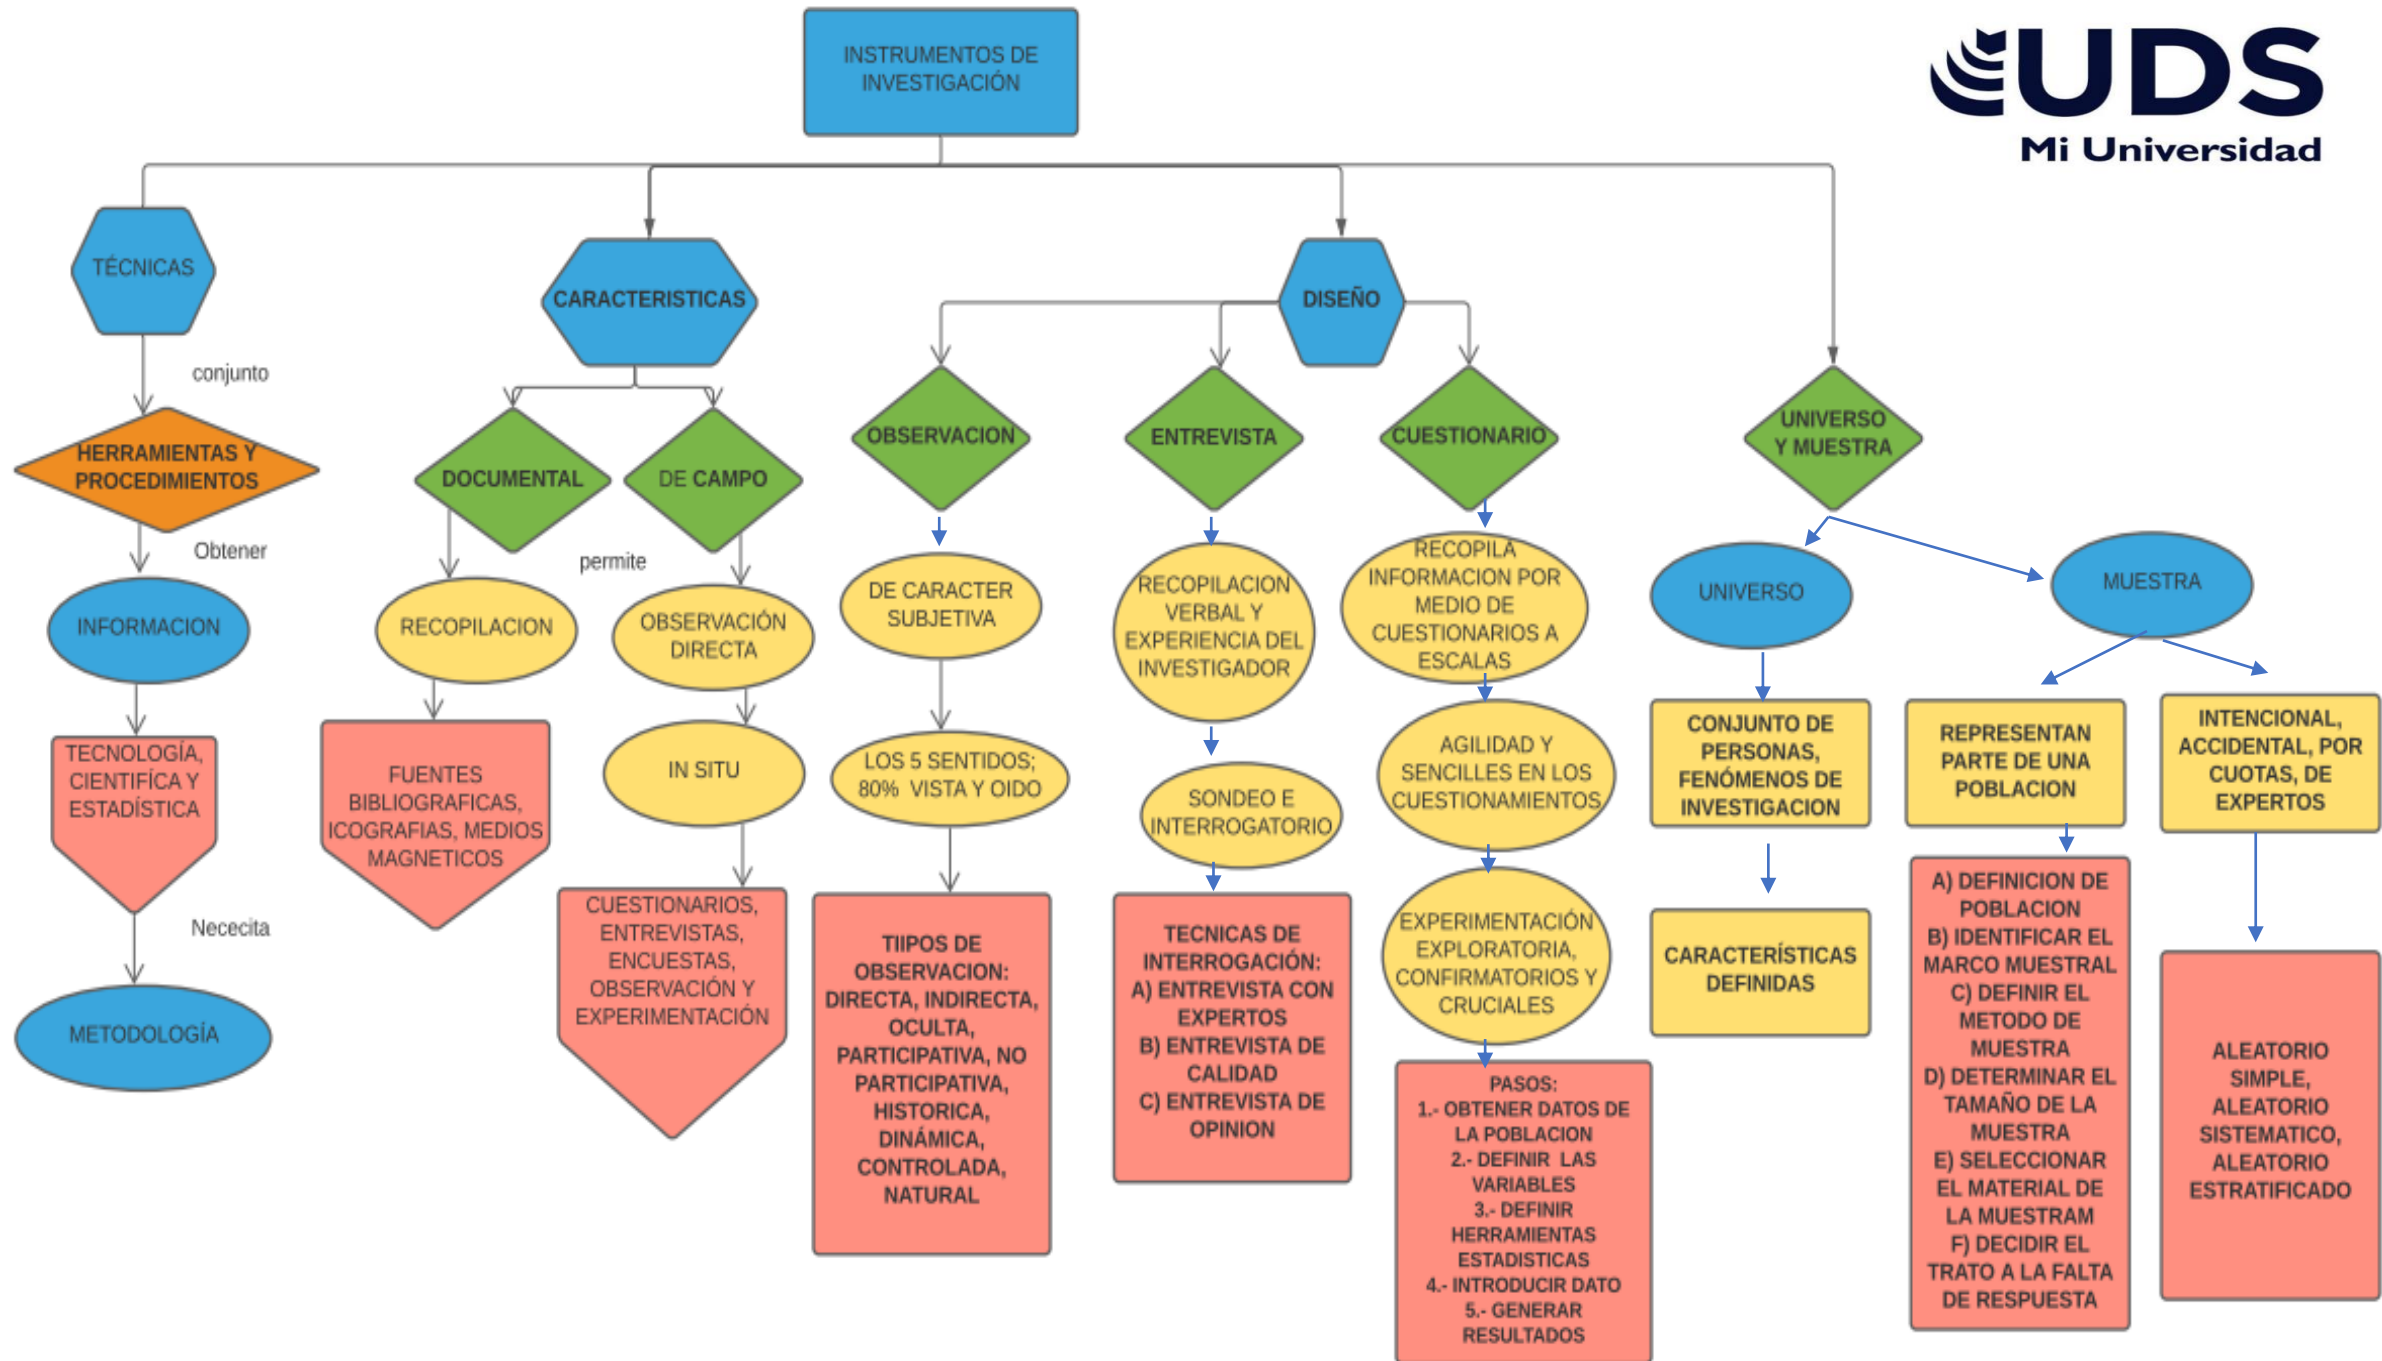 INSTRUMENTOS DE
INVESTIGACIÓN
UDS
Mi Universidad
TÉCNICAS
conjunto
HERRAMIENTAS Y
PROCEDIMIENTOS
Obtener
INFORMACION
TECNOLOGÍA,
CIENTIFÍCA Y
ESTADÍSTICA
Nececita
METODOLOGÍA
CARACTERISTICAS
DOCUMENTAL
RECOPILACION
FUENTES
BIBLIOGRAFICAS,
ICOGRAFIAS, MEDIOS
MAGNETICOS
permite
DE CAMPO
OBSERVACIÓN
DIRECTA
IN SITU
CUESTIONARIOS,
ENTREVISTAS,
ENCUESTAS,
OBSERVACIÓN Y
EXPERIMENTACIÓN
DISEÑO
OBSERVACION
DE CARACTER
SUBJETIVA
LOS 5 SENTIDOS;
80% VISTA Y OIDO
TIIPOS DE
OBSERVACION:
DIRECTA, INDIRECTA,
OCULTA,
PARTICIPATIVA, NO
PARTICIPATIVA,
HISTORICA,
DINÁMICA,
CONTROLADA,
NATURAL
ENTREVISTA
RECOPILACION
VERBAL Y
EXPERIENCIA DEL
INVESTIGADOR
SONDEO E
INTERROGATORIO
TECNICAS DE
INTERROGACIÓN:
A) ENTREVISTA CON
EXPERTOS
B) ENTREVISTA DE
CALIDAD
C) ENTREVISTA DE
OPINION
CUESTIONARIO
RECOPILA
INFORMACION POR
MEDIO DE
CUESTIONARIOS A
ESCALAS
AGILIDAD Y
SENCILLES EN LOS
CUESTIONAMIENTOS
EXPERIMENTACIÓN
EXPLORATORIA,
CONFIRMATORIOS Y
CRUCIALES
PASOS:
1.- OBTENER DATOS DE
LA POBLACION
2.- DEFINIR LAS
VARIABLES
3.- DEFINIR
HERRAMIENTAS
ESTADISTICAS
4.- INTRODUCIR DATO
5.- GENERAR
RESULTADOS
UNIVERSO
Y MUESTRA
UNIVERSO
CONJUNTO DE
PERSONAS,
FENÓMENOS DE
INVESTIGACION
CARACTERÍSTICAS
DEFINIDAS
MUESTRA
REPRESENTAN
PARTE DE UNA
POBLACION
A) DEFINICION DE
POBLACION
B) IDENTIFICAR EL
MARCO MUESTRAL
C) DEFINIR EL
METODO DE
MUESTRA
D) DETERMINAR EL
TAMAÑO DE LA
MUESTRA
E) SELECCIONAR
EL MATERIAL DE
LA MUESTRAM
F) DECIDIR EL
TRATO A LA FALTA
DE RESPUESTA
INTENCIONAL,
ACCIDENTAL, POR
CUOTAS, DE
EXPERTOS
ALEATORIO
SIMPLE,
ALEATORIO
SISTEMATICO,
ALEATORIO
ESTRATIFICADO